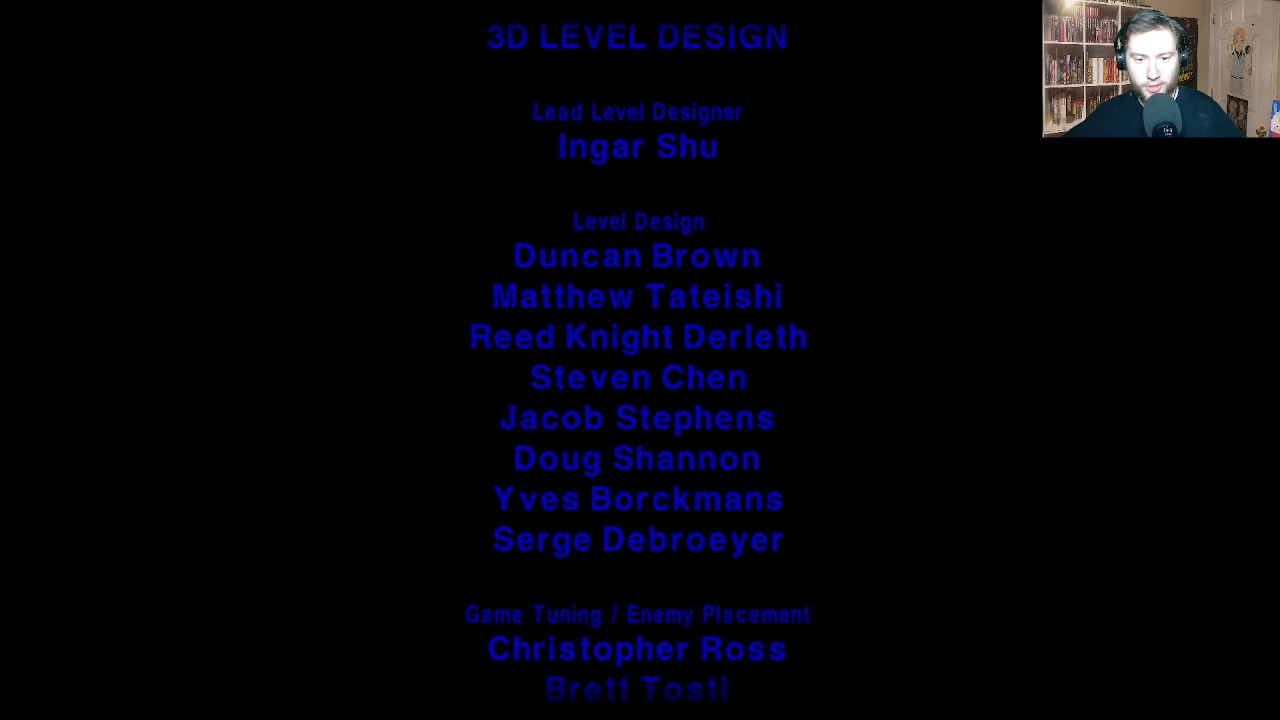 3D LEVEL DESIGN
Lead Level Designer
Ingar Shu
Level Design
Duncan Brown
Matthew Tateishi
Reed Knight Derleth
Steven Chen
Jacob Stephens
Doug Shannon
Yves Borckmans
Serge Debroeyer
Game Tuning / Enemy Placement
Christopher Ross
Brett Tosti